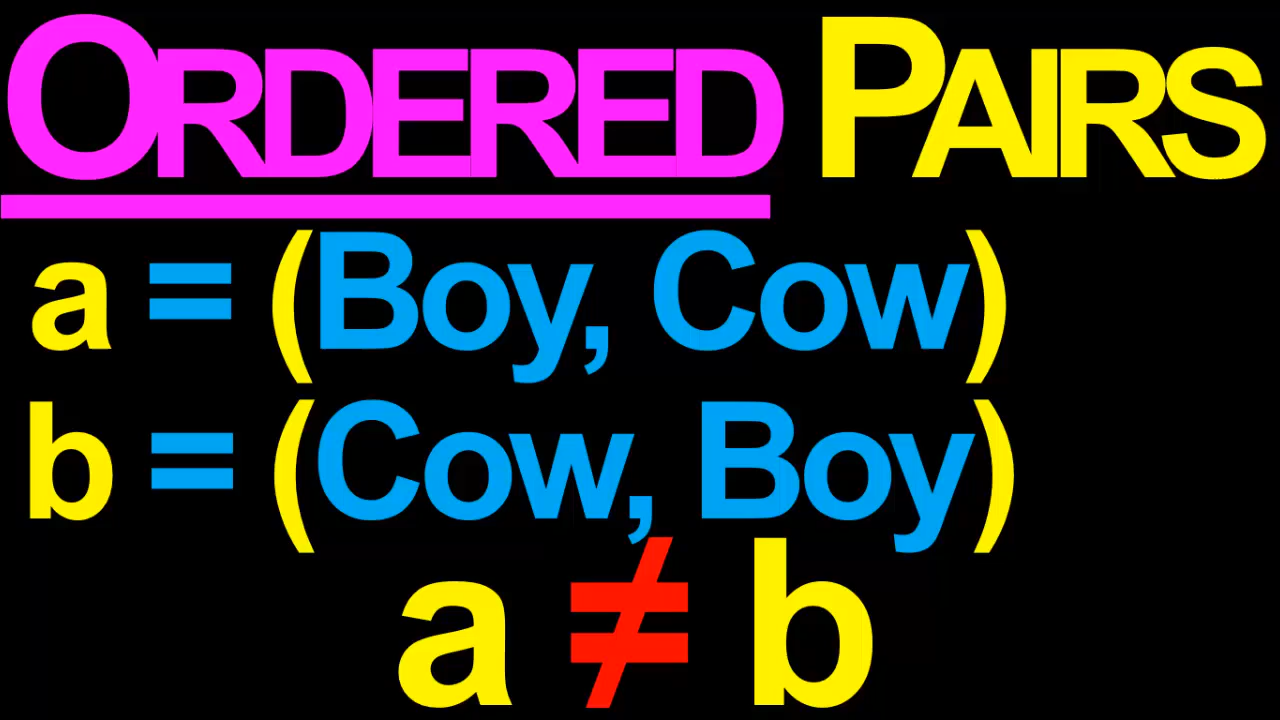 ORDERED PAIRS
a = (Boy, Cow)
b = (Cow, Boy)
a ≠ b